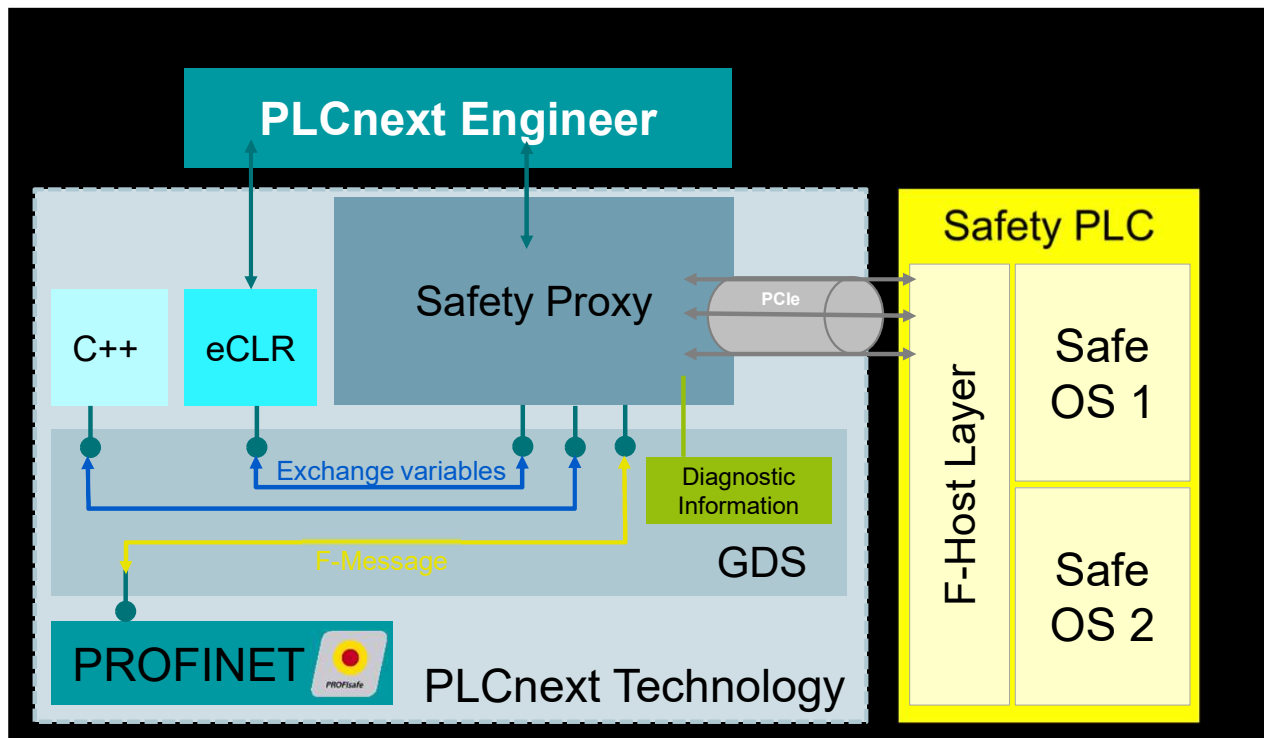 PLCnext Engineer
Safety PLC
Safety Proxy
PCIe
C++
eCLR
Safe
OS 1
F-Host Layer
Exchange variables
Diagnostic
Information
F-Message
GDS
Safe
OS 2
PROFINET
PROFIsafe
PLCnext Technology